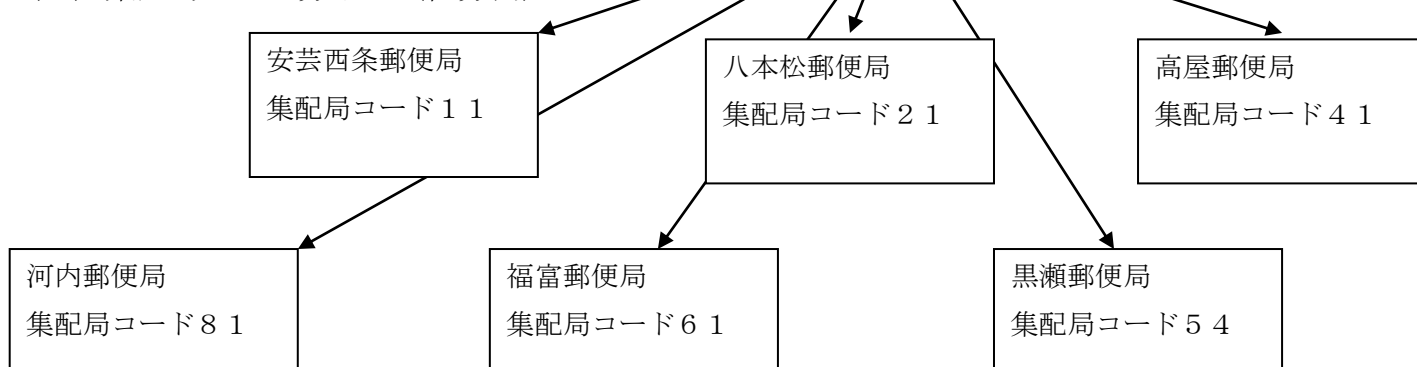 安芸西条郵便局
集配局コード１１
八本松郵便局
集配局コード２１
高屋郵便局
集配局コード４１
河内郵便局
集配局コード８１
福富郵便局
集配局コード６１
黒瀬郵便局
集配局コード５４